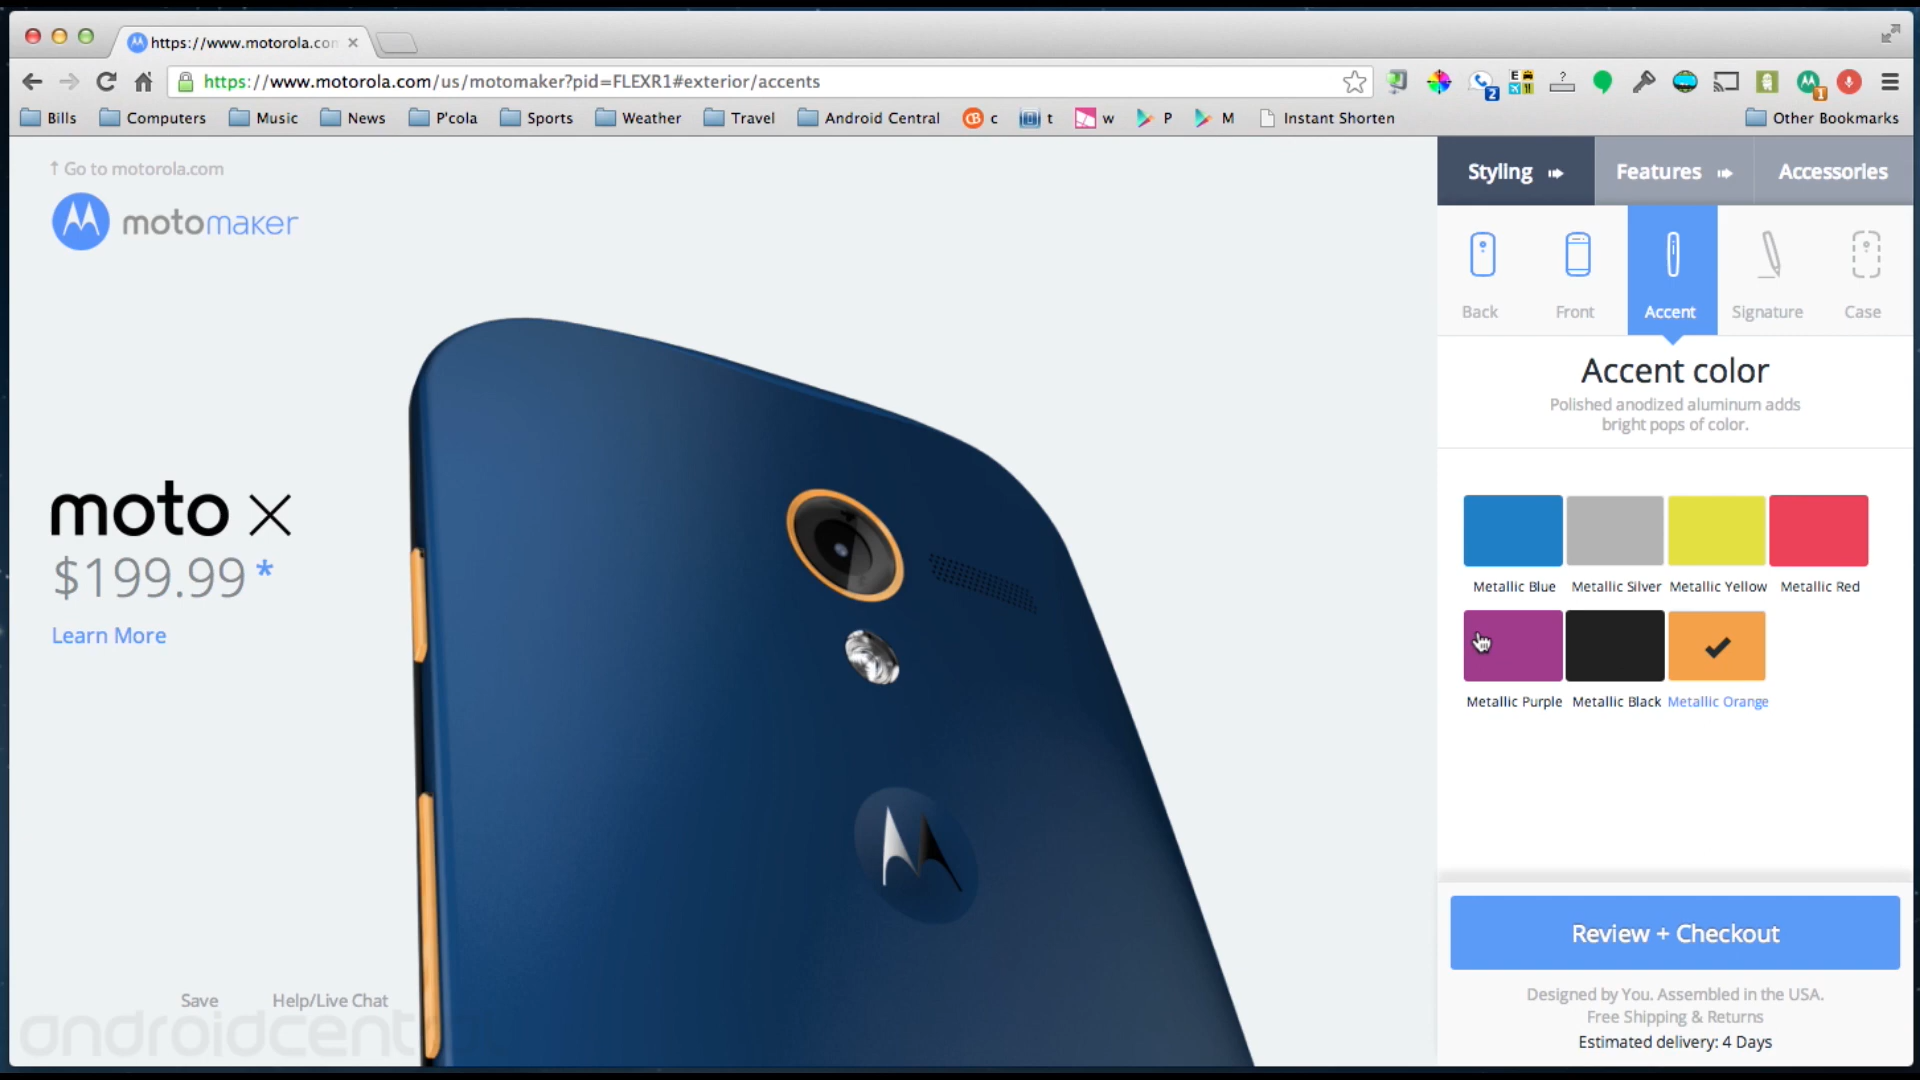 https://www.motorola.com
https://www.motorola.com/us/motomaker?pid=FLEXR1#exterior/accents
Bills Computers Music News P'cola Sports Weather Travel Android Central c t w P M Instant Shorten Other Bookmarks
↑ Go to motorola.com
motomaker
Styling Features Accessories
Back Front Accent Signature Case
Accent color
Polished anodized aluminum adds
bright pops of color.
moto X
$199.99 *
Learn More
Metallic Blue Metallic Silver Metallic Yellow Metallic Red
Metallic Purple Metallic Black Metallic Orange
Review + Checkout
Designed by You. Assembled in the USA.
Free Shipping & Returns
Estimated delivery: 4 Days
Save Help/Live Chat